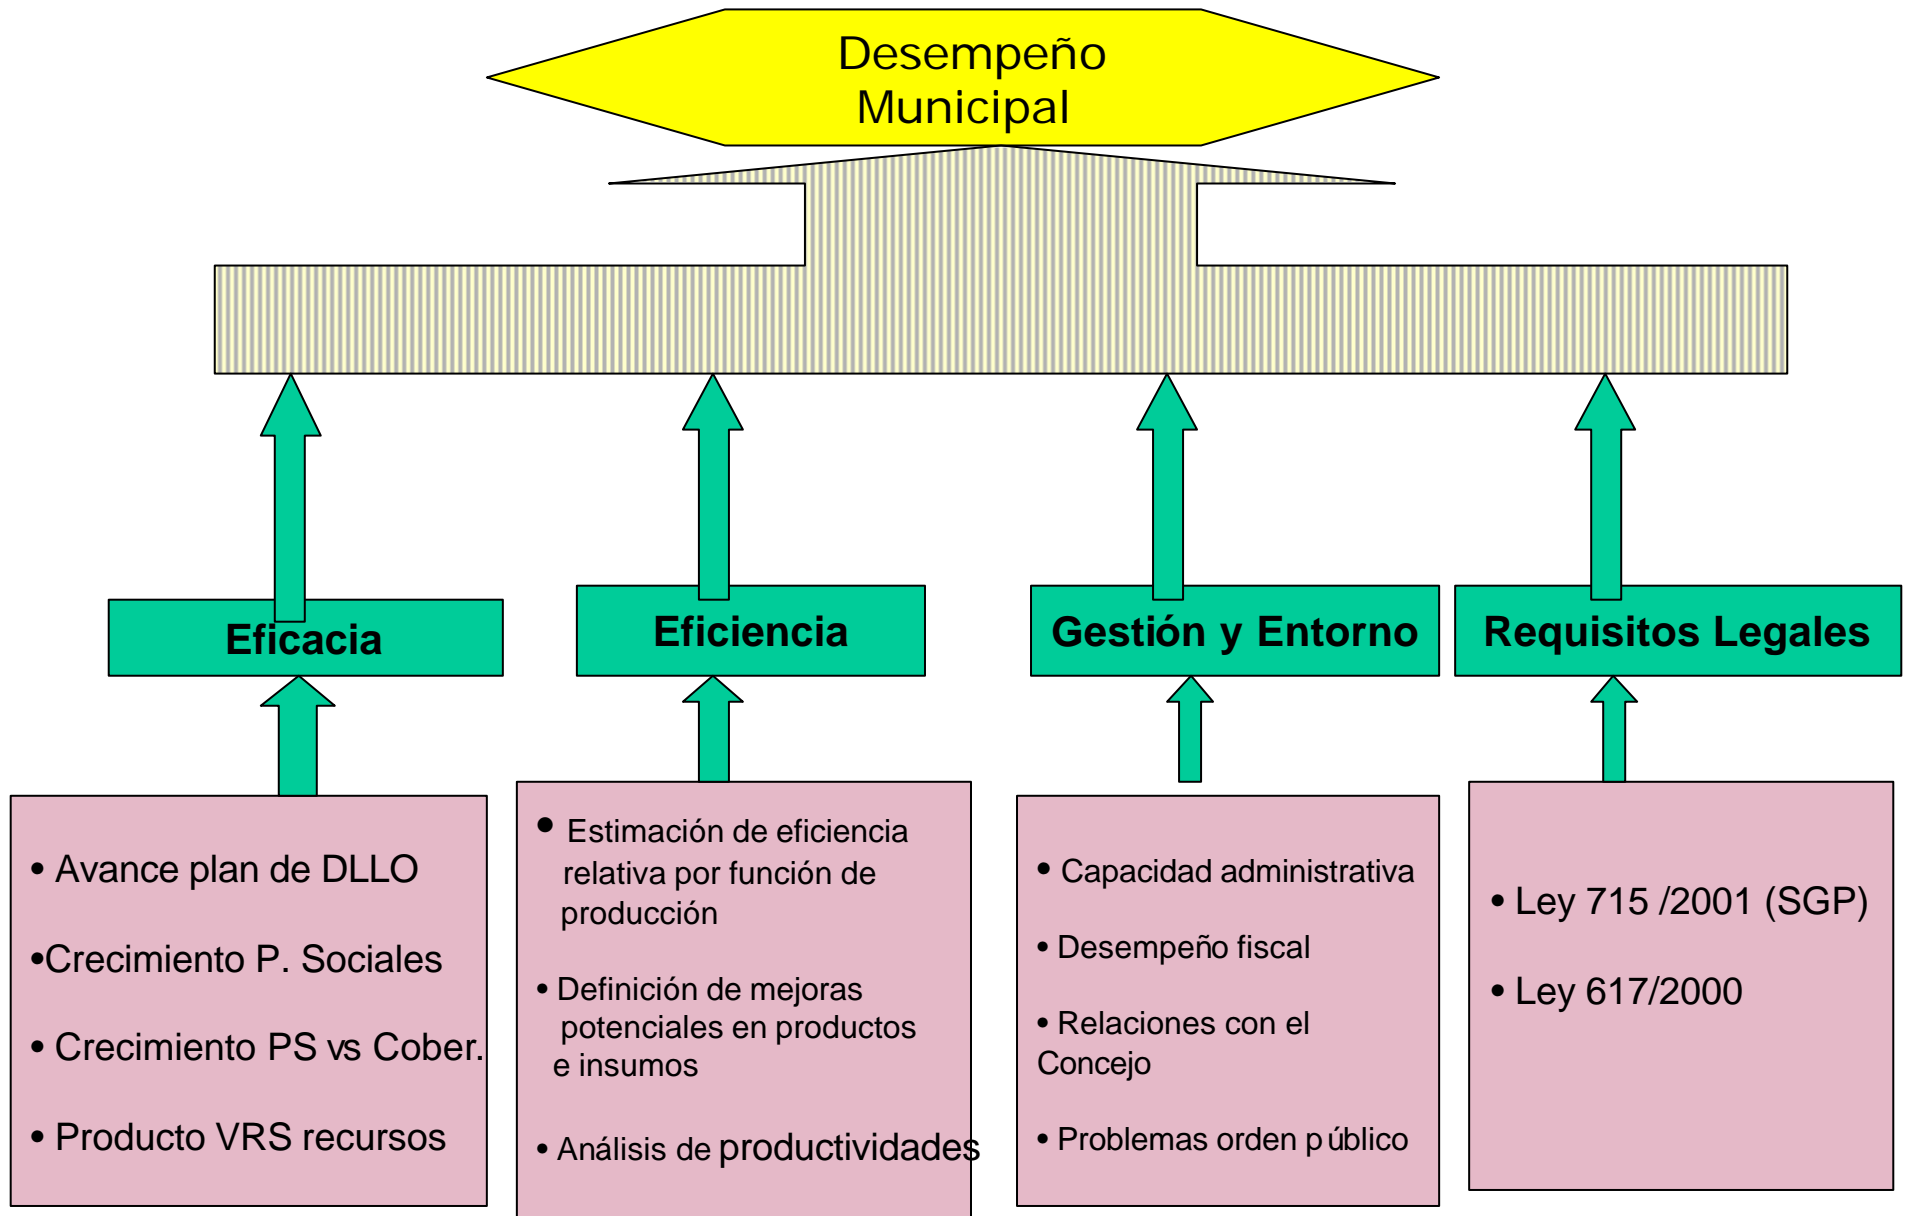 Desempeño
Municipal
Eficacia
Eficiencia
Gestión y Entorno
Requisitos Legales
• Avance plan de DLLO
•Crecimiento P. Sociales
• Crecimiento PS vs Cober.
• Producto VRS recursos
• Estimación de eficiencia
relativa por función de
producción
• Definición de mejoras
potenciales en productos
e insumos
• Análisis de productividades
• Capacidad administrativa
• Desempeño fiscal
• Relaciones con el
Concejo
• Problemas orden público
• Ley 715 /2001 (SGP)
• Ley 617/2000